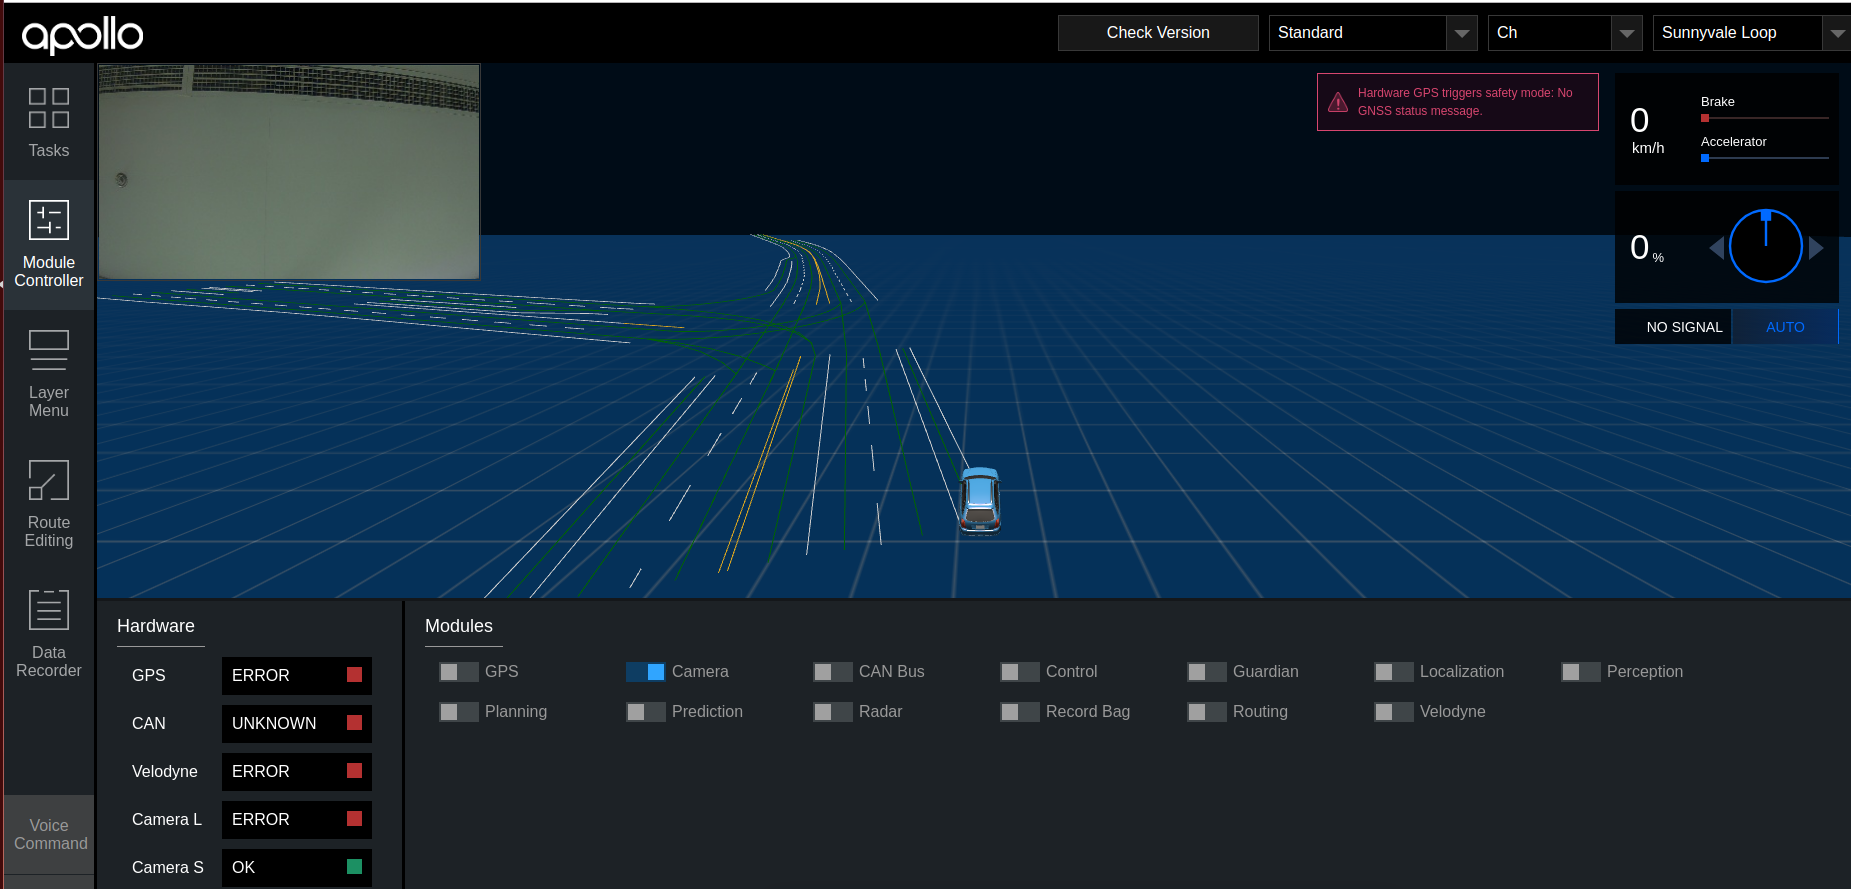 apollo
Check Version
Standard
Ch
Sunnyvale Loop
Tasks
Module
Controller
Layer
Menu
Route
Editing
Data
Recorder
Voice
Command
Hardware GPS triggers safety mode: No
GNSS status message.
0
km/h
Brake
Accelerator
0 %
NO SIGNAL
AUTO
Hardware
GPS ERROR
CAN UNKNOWN
Velodyne ERROR
Camera L ERROR
Camera S OK
Modules
GPS Camera CAN Bus Control Guardian Localization Perception
Planning Prediction Radar Record Bag Routing Velodyne